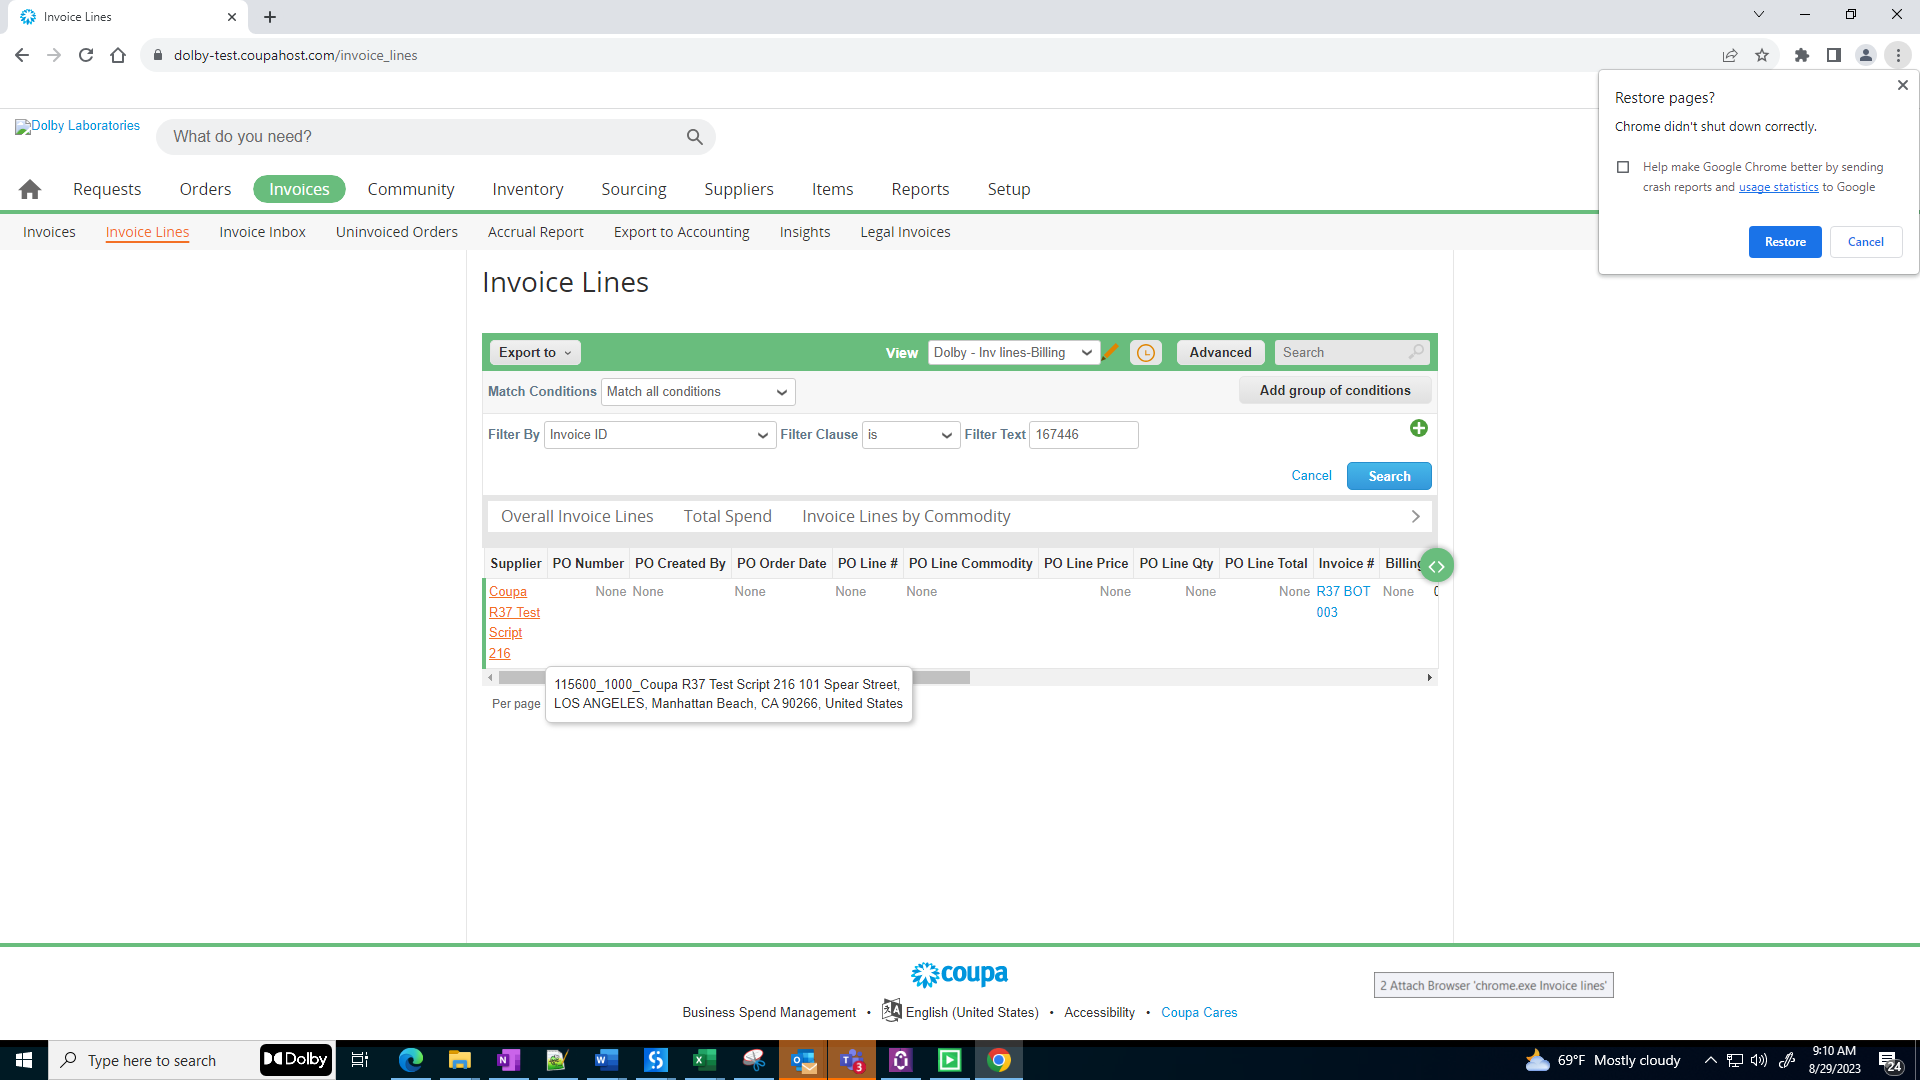 Invoice Lines
dolby-test.coupahost.com/invoice_lines
Restore pages?
Chrome didn't shut down correctly.
Help make Google Chrome better by sending
crash reports and usage statistics to Google
Restore
Cancel
Dolby Laboratories
What do you need?
Requests
Orders
Invoices
Community
Inventory
Sourcing
Suppliers
Items
Reports
Setup
Invoices
Invoice Lines
Invoice Inbox
Uninvoiced Orders
Accrual Report
Export to Accounting
Insights
Legal Invoices
Invoice Lines
Export to
View
Dolby - Inv lines-Billing
Advanced
Search
Match Conditions
Match all conditions
Add group of conditions
Filter By
Invoice ID
Filter Clause
is
Filter Text
167446
Cancel
Search
Overall Invoice Lines
Total Spend
Invoice Lines by Commodity
Supplier
PO Number
PO Created By
PO Order Date
PO Line #
PO Line Commodity
PO Line Price
PO Line Qty
PO Line Total
Invoice #
Billing
Coupa
R37 Test
Script
216
None
None
None
None
None
None
None
None
R37 BOT
003
None
115600_1000_Coupa R37 Test Script 216 101 Spear Street,
LOS ANGELES, Manhattan Beach, CA 90266, United States
Per page
coupa
Business Spend Management
• English (United States)
• Accessibility
• Coupa Cares
2 Attach Browser 'chrome.exe Invoice lines'
Type here to search
Dolby
3
69°F Mostly cloudy
9:10 AM
8/29/2023
24